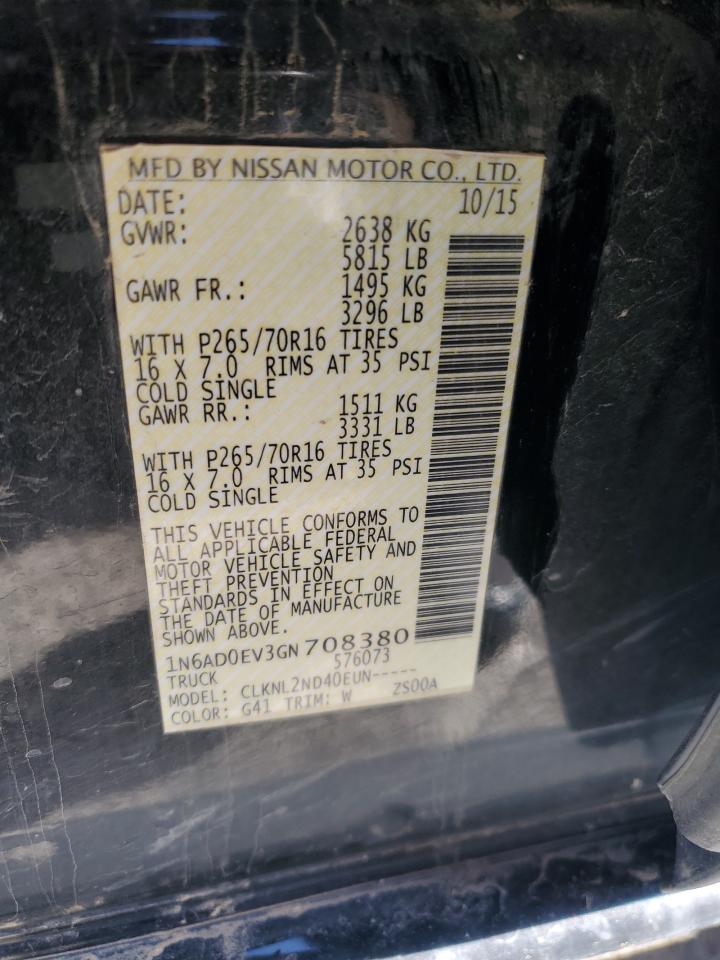 MFD BY NISSAN MOTOR CO., LTD.
DATE: 10/15
GVWR: 2638 KG
5815 LB
GAWR FR.: 1495 KG
3296 LB
WITH P265/70R16 TIRES
16 X 7.0 RIMS AT 35 PSI
COLD SINGLE
GAWR RR.: 1511 KG
3331 LB
WITH P265/70R16 TIRES
16 X 7.0 RIMS AT 35 PSI
COLD SINGLE
THIS VEHICLE CONFORMS TO
ALL APPLICABLE FEDERAL
MOTOR VEHICLE SAFETY AND
THEFT PREVENTION
STANDARDS IN EFFECT ON
THE DATE OF MANUFACTURE
SHOWN ABOVE.
1N6AD0EV3GN708380
TRUCK 576073
MODEL: CLKNL2ND40EUN-----
COLOR: G41 TRIM: W ZS00A